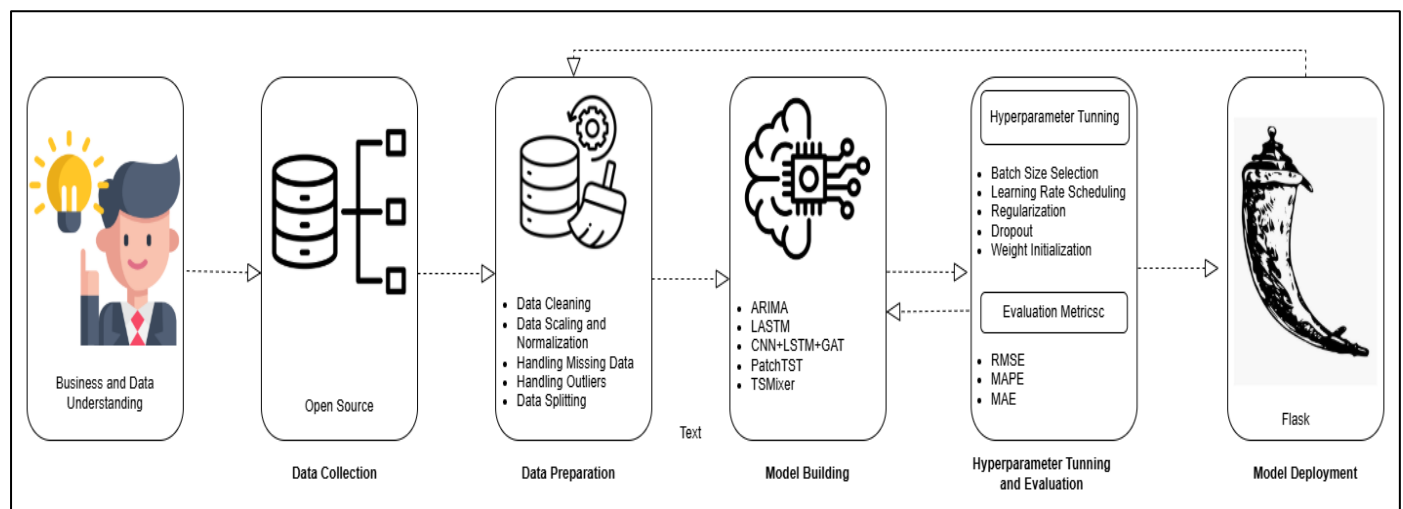 Business and Data
Understanding
Open Source
Data Collection
• Data Cleaning
• Data Scaling and
Normalization
• Handling Missing Data
• Handling Outliers
• Data Splitting
Data Preparation
Text
• ARIMA
• LASTM
• CNN+LSTM+GAT
• PatchTST
• TSMixer
Model Building
Hyperparameter Tunning
• Batch Size Selection
• Learning Rate Scheduling
• Regularization
• Dropout
• Weight Initialization
Evaluation Metricsc
• RMSE
• MAPE
• MAE
Hyperparameter Tunning
and Evaluation
Flask
Model Deployment